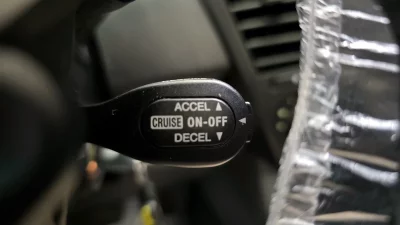 ACCEL ▲
CRUISE ON-OFF ◀
DECEL ▼